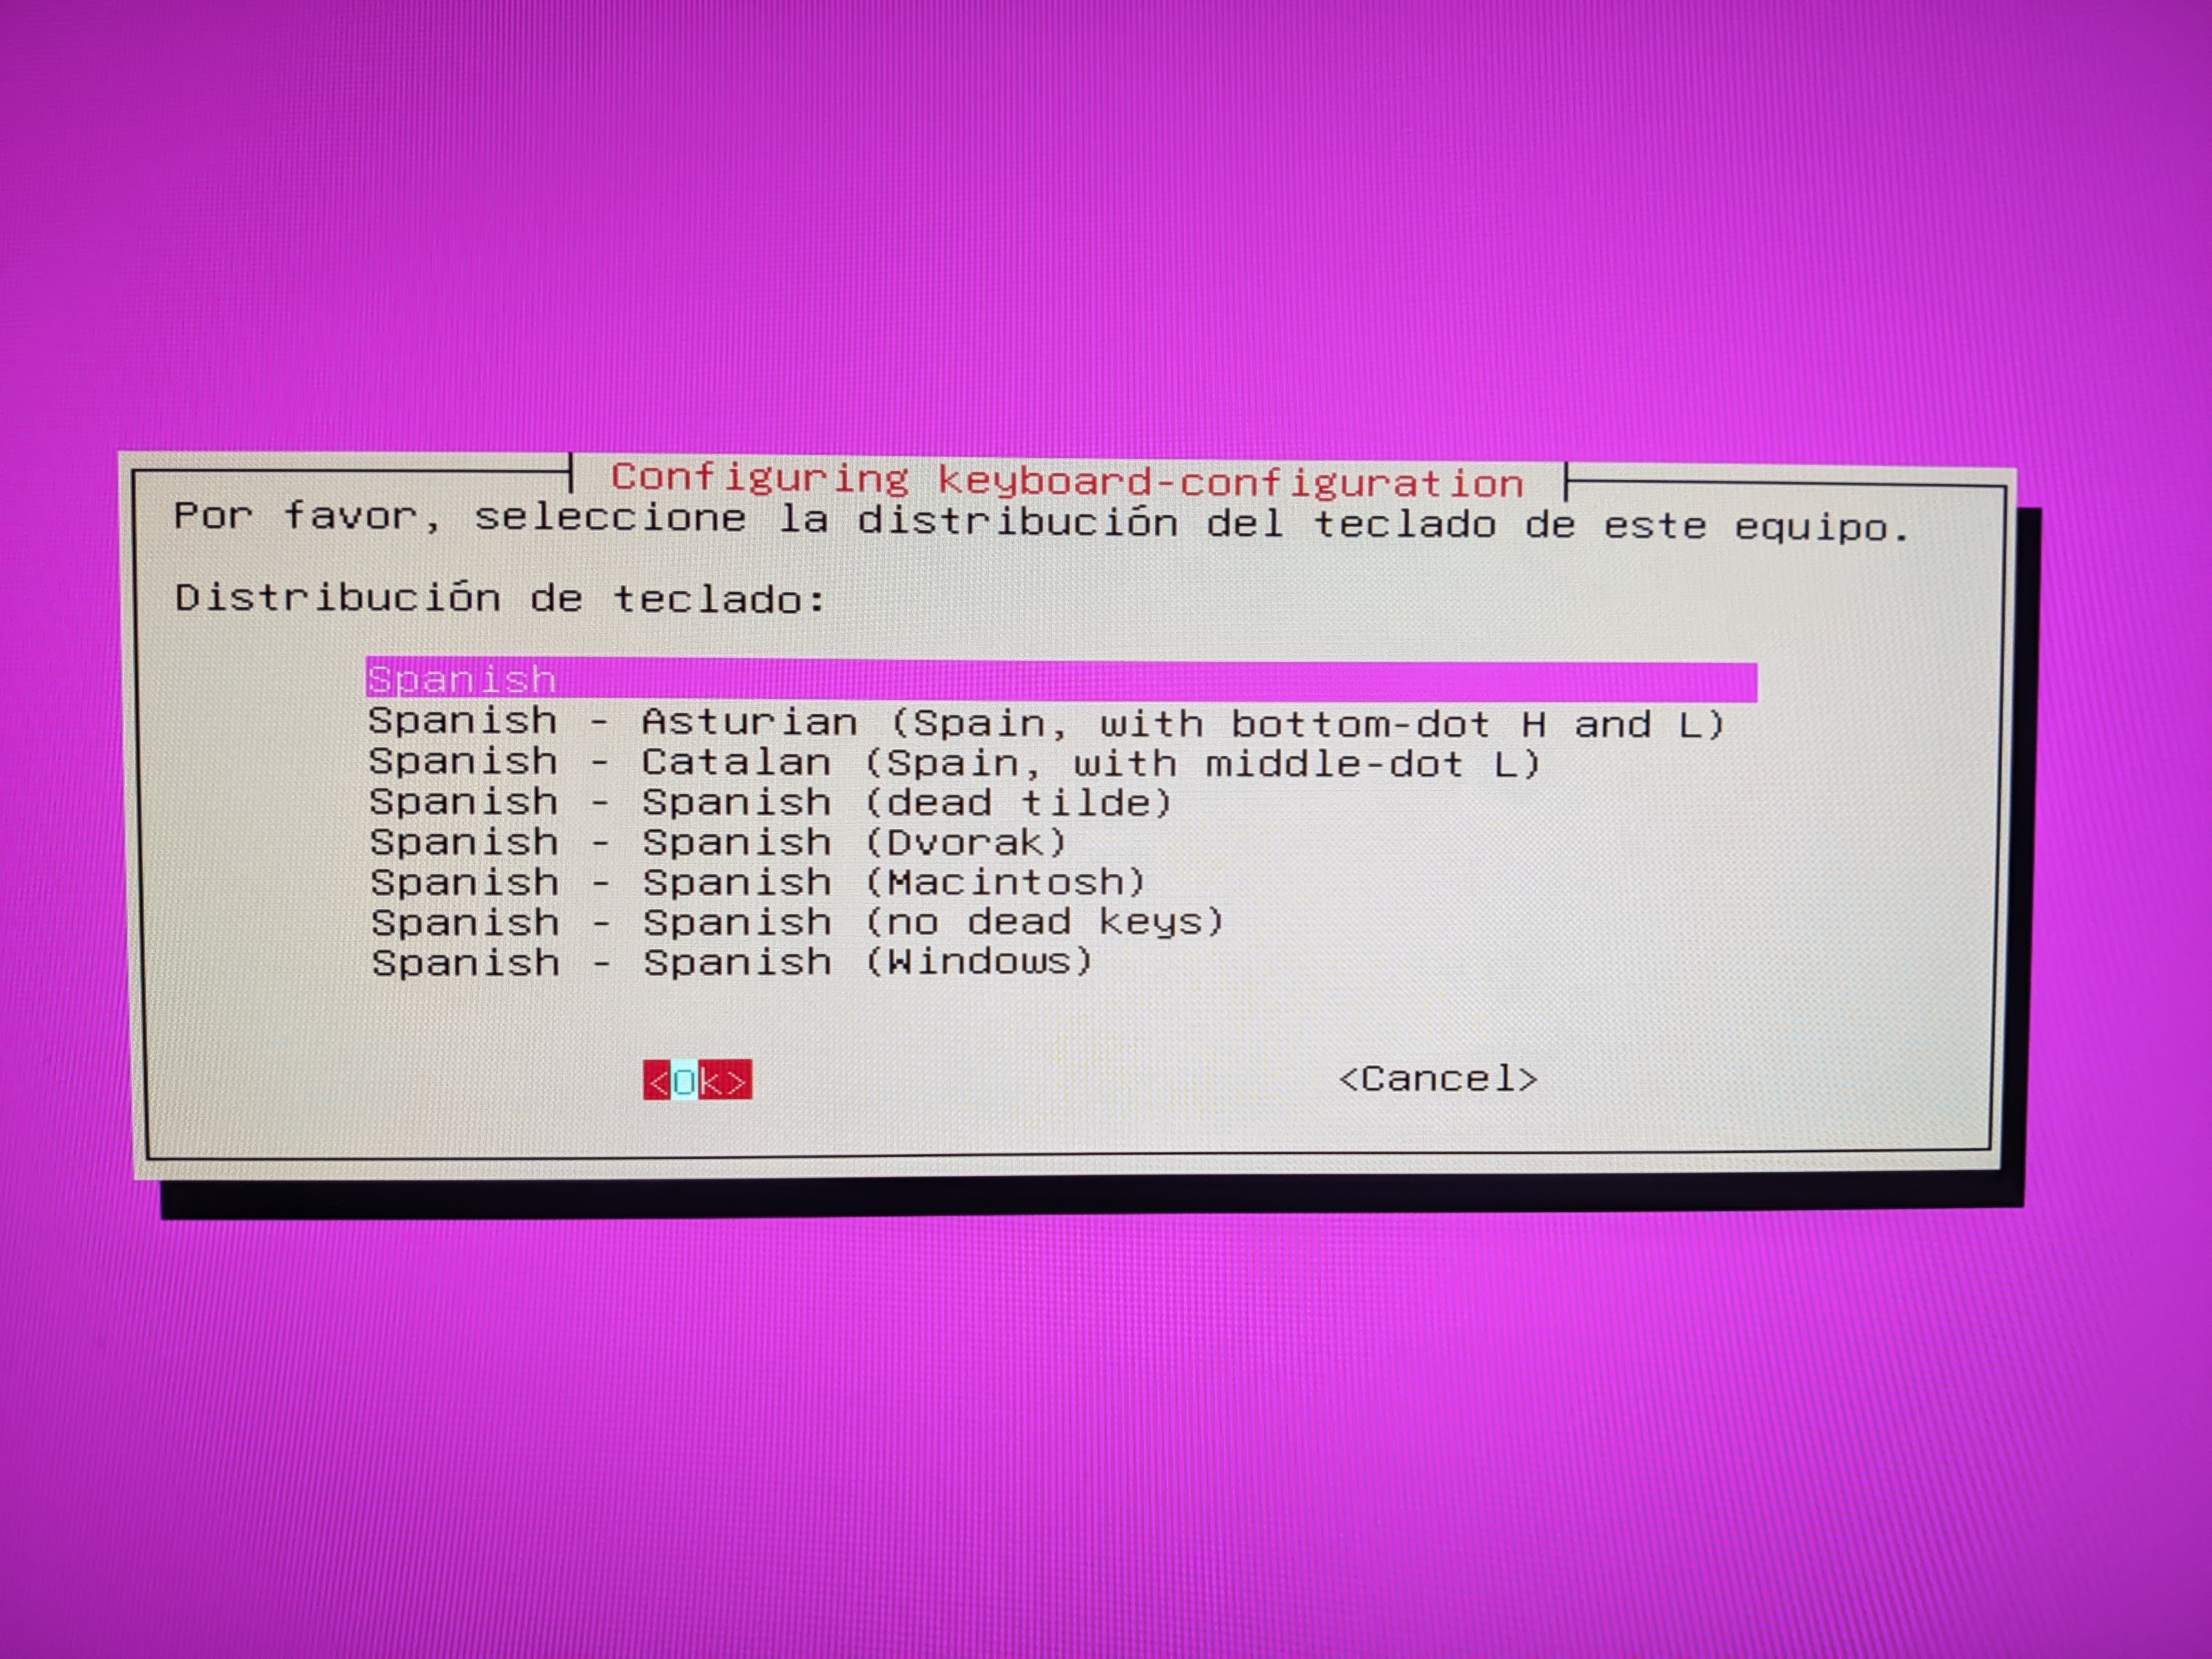 Configuring keyboard-configuration
Por favor, seleccione la distribución del teclado de este equipo.
Distribución de teclado:
Spanish
Spanish - Asturian (Spain, with bottom-dot H and L)
Spanish - Catalan (Spain, with middle-dot L)
Spanish - Spanish (dead tilde)
Spanish - Spanish (Dvorak)
Spanish - Spanish (Macintosh)
Spanish - Spanish (no dead keys)
Spanish - Spanish (Windows)
<Ok> <Cancel>